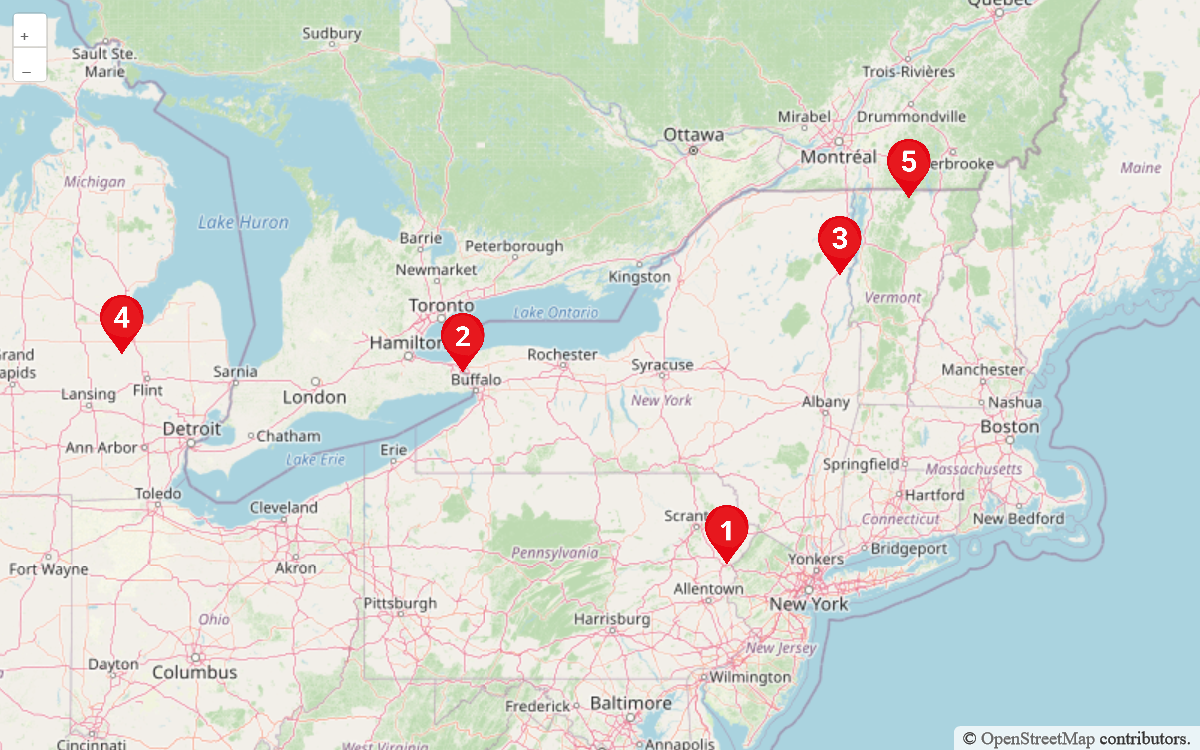 Québec
+
−
Sudbury
Sault Ste.
Marie
Trois-Rivières
Mirabel
Drummondville
Ottawa
Montréal
5
erbrooke
Maine
Michigan
Lake Huron
Barrie
Peterborough
3
Newmarket
Kingston
Vermont
Toronto
Lake Ontario
4
2
Hamilton
Rochester
Grand
Rapids
Sarnia
Buffalo
Syracuse
Manchester
Lansing
Flint
London
New York
Albany
Nashua
Detroit
Chatham
Boston
Ann Arbor
Erie
Lake Erie
Springfield
Massachusetts
Toledo
Hartford
Cleveland
Scrant
1
Connecticut
New Bedford
Pennsylvania
Bridgeport
Yonkers
Fort Wayne
Akron
Allentown
New York
Pittsburgh
Ohio
Harrisburg
New Jersey
Dayton
Columbus
Wilmington
Frederick
Baltimore
Cincinnati
West Virginia
Annapolis
© OpenStreetMap contributors.